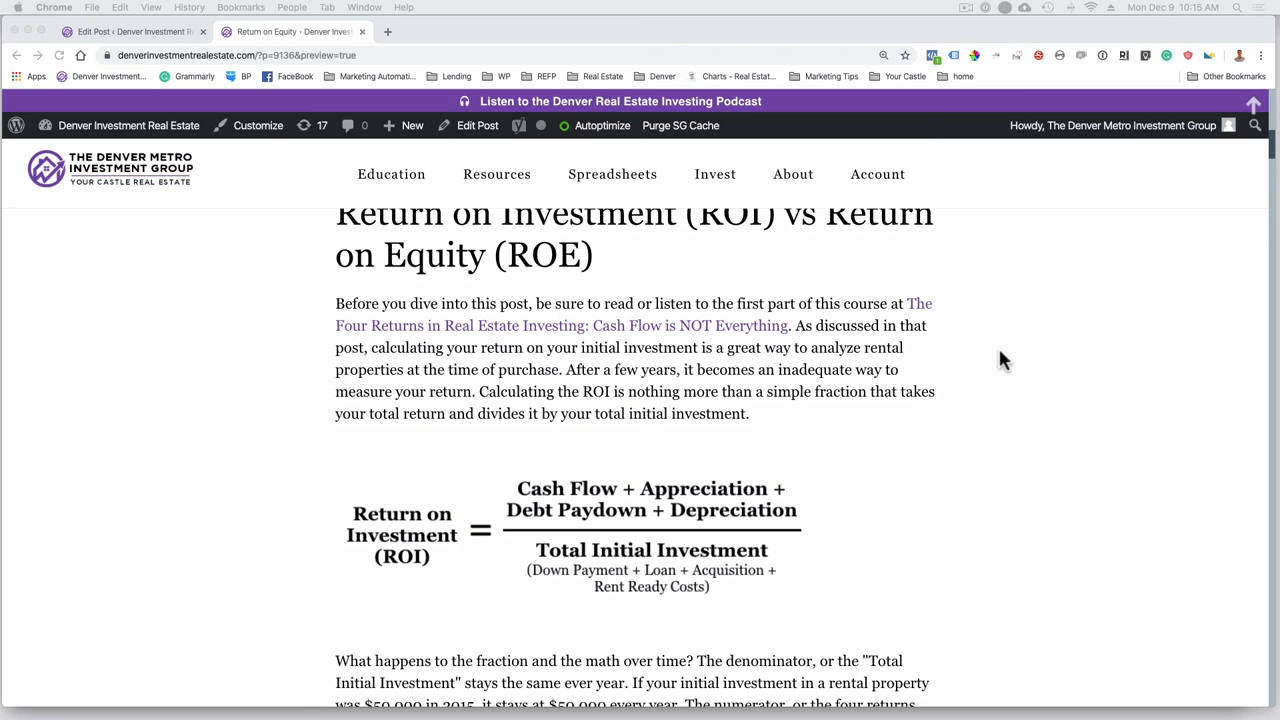 Chrome File Edit View History Bookmarks People Tab Window Help Mon Dec 9 10:15 AM
Edit Post ‹ Denver Investment R Return on Equity - Denver Inves
denverinvestmentrealestate.com/?p=9136&preview=true
Apps Denver Investment... Grammarly BP FaceBook Marketing Automati... Lending WP REFP Real Estate Denver Charts - Real Estat... Marketing Tips Your Castle home Other Bookmarks
Listen to the Denver Real Estate Investing Podcast
Denver Investment Real Estate Customize 17 0 New Edit Post Autoptimize Purge SG Cache Howdy, The Denver Metro Investment Group
THE DENVER METRO
INVESTMENT GROUP
YOUR CASTLE REAL ESTATE
Education Resources Spreadsheets Invest About Account
Return on Investment (ROI) vs Return
on Equity (ROE)
Before you dive into this post, be sure to read or listen to the first part of this course at The
Four Returns in Real Estate Investing: Cash Flow is NOT Everything. As discussed in that
post, calculating your return on your initial investment is a great way to analyze rental
properties at the time of purchase. After a few years, it becomes an inadequate way to
measure your return. Calculating the ROI is nothing more than a simple fraction that takes
your total return and divides it by your total initial investment.
Return on
Investment
(ROI)
=
Cash Flow + Appreciation +
Debt Paydown + Depreciation
Total Initial Investment
(Down Payment + Loan + Acquisition +
Rent Ready Costs)
What happens to the fraction and the math over time? The denominator, or the "Total
Initial Investment" stays the same ever year. If your initial investment in a rental property
was $50,000 in 2015, it stays at $50,000 every year. The numerator, or the four returns